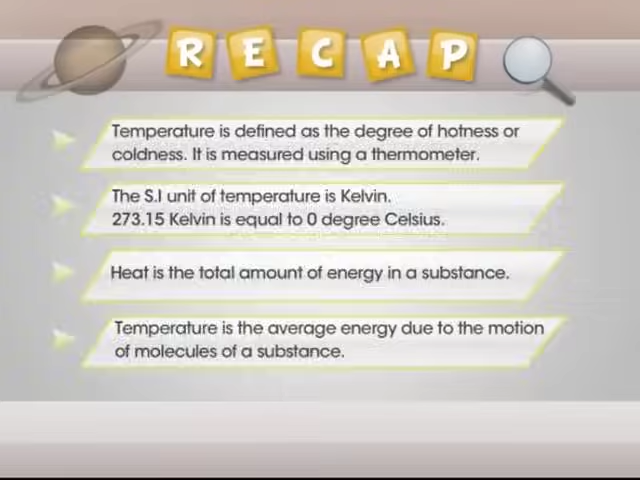 RECAP
Temperature is defined as the degree of hotness or
coldness. It is measured using a thermometer.
The S.I unit of temperature is Kelvin.
273.15 Kelvin is equal to 0 degree Celsius.
Heat is the total amount of energy in a substance.
Temperature is the average energy due to the motion
of molecules of a substance.